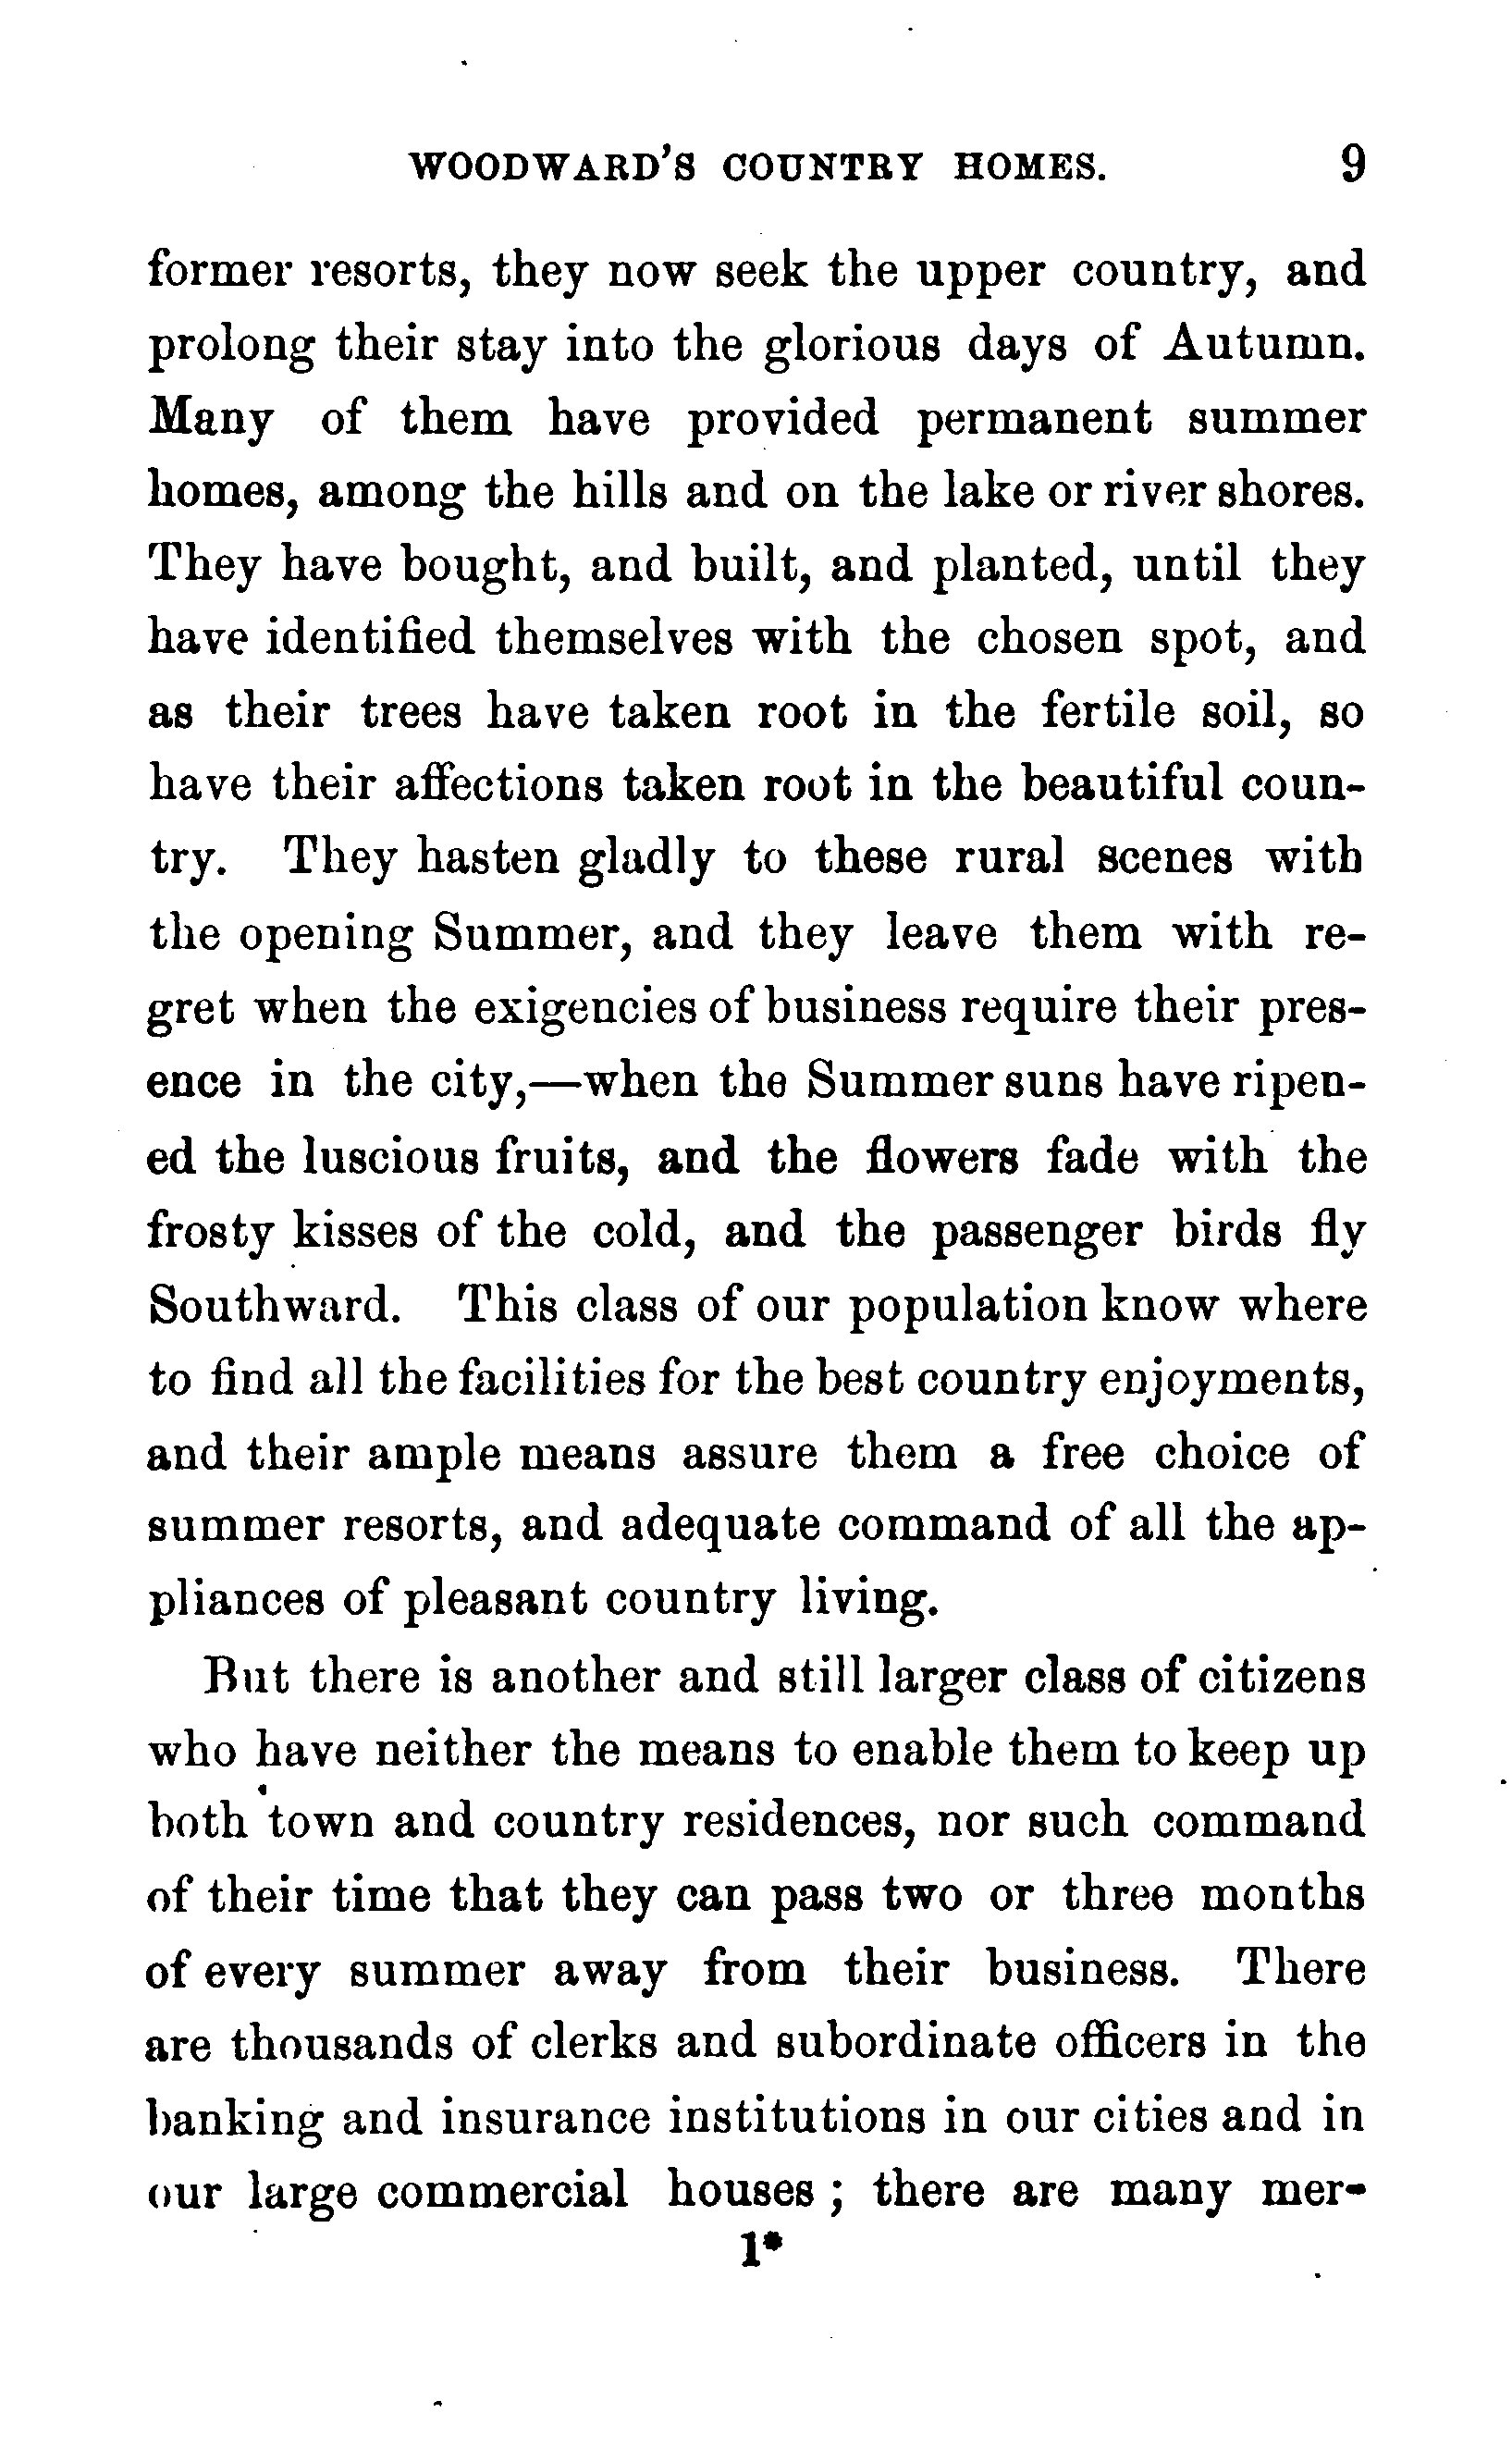 WOODWARD'S COUNTRY HOMES. 9
former resorts, they now seek the upper country, and
prolong their stay into the glorious days of Autumn.
Many of them have provided permanent summer
homes, among the hills and on the lake or river shores.
They have bought, and built, and planted, until they
have identified themselves with the chosen spot, and
as their trees have taken root in the fertile soil, so
have their affections taken root in the beautiful coun-
try. They hasten gladly to these rural scenes with
the opening Summer, and they leave them with re-
gret when the exigencies of business require their pres-
ence in the city,—when the Summer suns have ripen-
ed the luscious fruits, and the flowers fade with the
frosty kisses of the cold, and the passenger birds fly
Southward. This class of our population know where
to find all the facilities for the best country enjoyments,
and their ample means assure them a free choice of
summer resorts, and adequate command of all the ap-
pliances of pleasant country living.
But there is another and still larger class of citizens
who have neither the means to enable them to keep up
both town and country residences, nor such command
of their time that they can pass two or three months
of every summer away from their business. There
are thousands of clerks and subordinate officers in the
banking and insurance institutions in our cities and in
our large commercial houses ; there are many mer-
1*